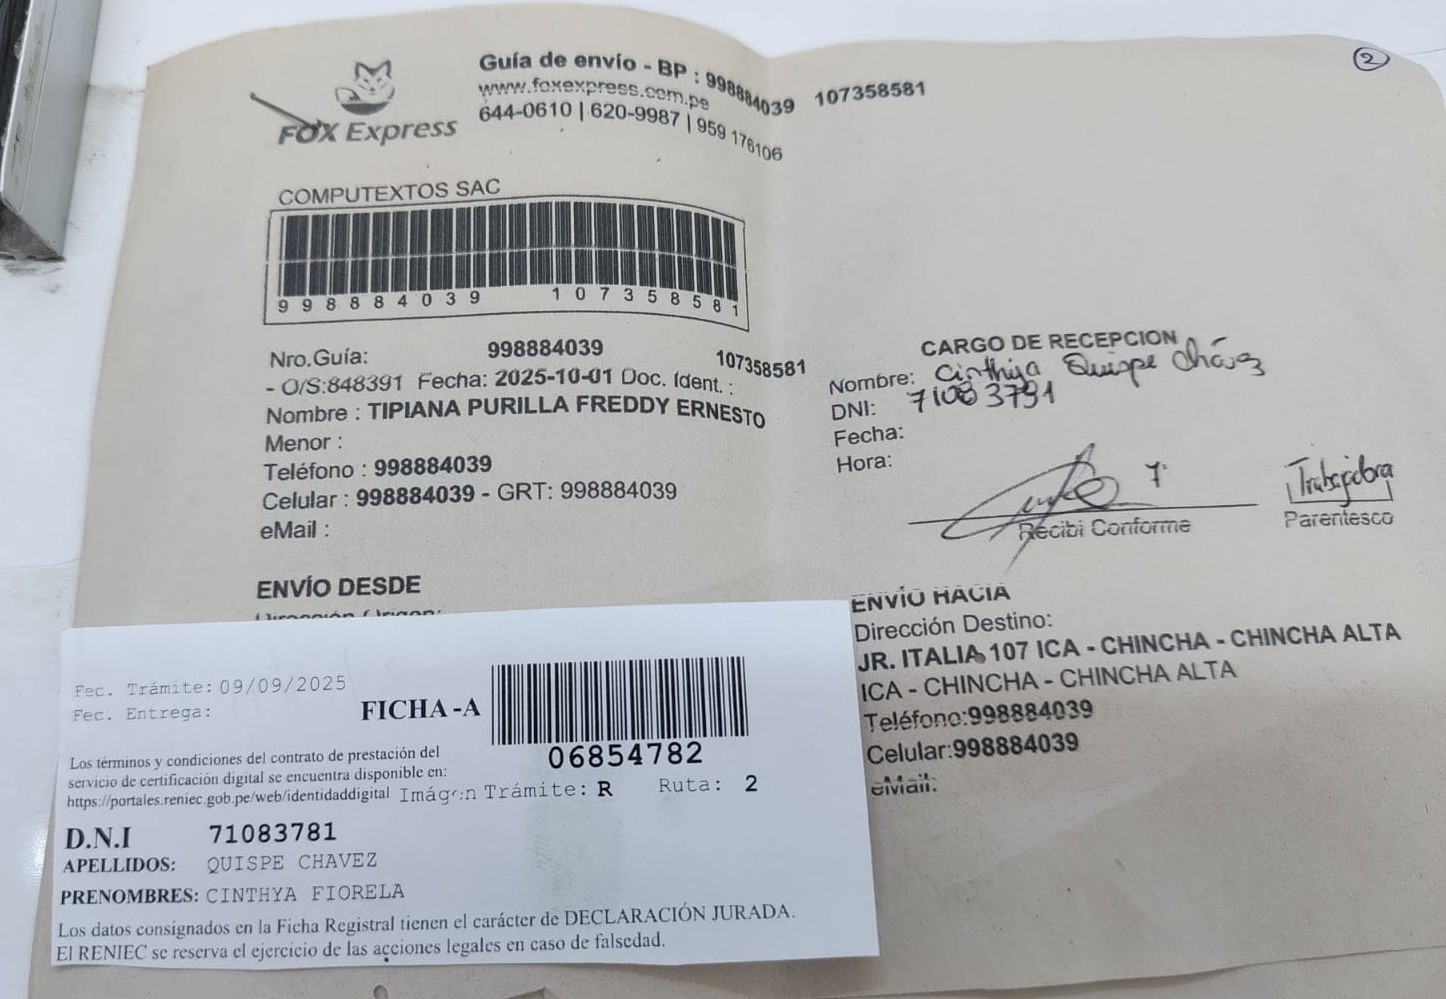 2
FOX Express
Guía de envío - BP : 998884039 107358581
www.foxexpress.com.pe
644-0610 | 620-9987 | 959 176106
COMPUTEXTOS SAC
998884039 107358581
Nro.Guía: 998884039 107358581
- O/S:848391 Fecha: 2025-10-01 Doc. Ident. :
Nombre : TIPIANA PURILLA FREDDY ERNESTO
Menor :
Teléfono : 998884039
Celular : 998884039 - GRT: 998884039
eMail :
CARGO DE RECEPCION
Nombre: Cinthya Quispe Chávez
DNI: 71083791
Fecha:
Hora:
Recibi Conforme
Trabajadora
Parentesco
ENVÍO DESDE
Dirección Origen:
ENVÍO HACIA
Dirección Destino:
JR. ITALIA 107 ICA - CHINCHA - CHINCHA ALTA
ICA - CHINCHA - CHINCHA ALTA
Teléfono:998884039
Celular:998884039
eMail:
Fec. Trámite: 09/09/2025
Fec. Entrega:
FICHA -A
06854782
Los términos y condiciones del contrato de prestación del
servicio de certificación digital se encuentra disponible en:
https://portales.reniec.gob.pe/web/identidaddigital
Imágen Trámite: R Ruta: 2
D.N.I 71083781
APELLIDOS: QUISPE CHAVEZ
PRENOMBRES: CINTHYA FIORELA
Los datos consignados en la Ficha Registral tienen el carácter de DECLARACIÓN JURADA.
El RENIEC se reserva el ejercicio de las acciones legales en caso de falsedad.